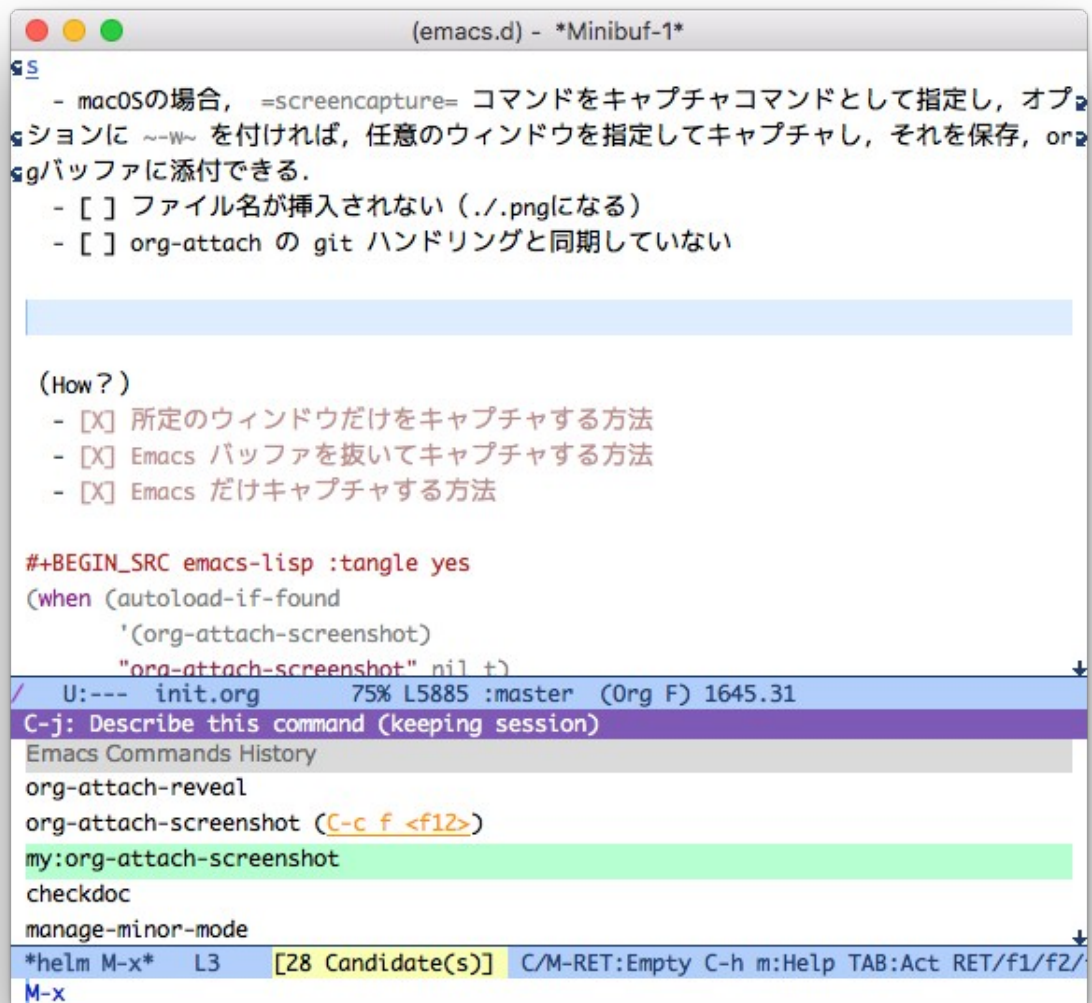 (emacs.d) - *Minibuf-1*
s
- macOSの場合, =screencapture= コマンドをキャプチャコマンドとして指定し,オプ
ションに ~-w~ を付ければ,任意のウィンドウを指定してキャプチャし,それを保存,or
gバッファに添付できる.
- [ ] ファイル名が挿入されない(./.pngになる)
- [ ] org-attach の git ハンドリングと同期していない
(How?)
- [X] 所定のウィンドウだけをキャプチャする方法
- [X] Emacs バッファを抜いてキャプチャする方法
- [X] Emacs だけキャプチャする方法
#+BEGIN_SRC emacs-lisp :tangle yes
(when (autoload-if-found
'(org-attach-screenshot)
"org-attach-screenshot" nil t)
/ U:--- init.org 75% L5885 :master (Org F) 1645.31
C-j: Describe this command (keeping session)
Emacs Commands History
org-attach-reveal
org-attach-screenshot (C-c f <f12>)
my:org-attach-screenshot
checkdoc
manage-minor-mode
*helm M-x* L3 [28 Candidate(s)] C/M-RET:Empty C-h m:Help TAB:Act RET/f1/f2/
M-x